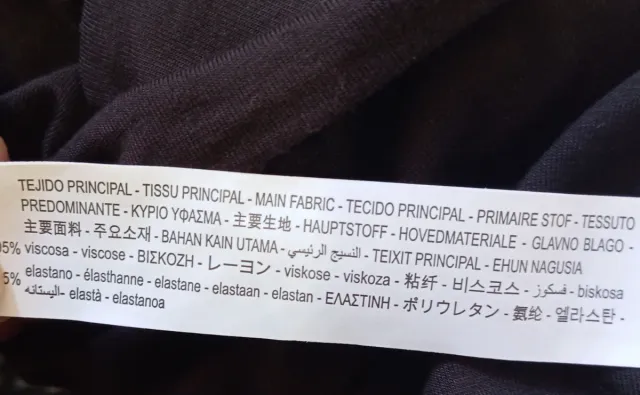 TEJIDO PRINCIPAL - TISSU PRINCIPAL - MAIN FABRIC - TECIDO PRINCIPAL - PRIMAIRE STOF - TESSUTO
PREDOMINANTE - ΚΥΡΙΟ ΥΦΑΣΜΑ - 主要生地 - HAUPTSTOFF - HOVEDMATERIALE - GLAVNO BLAGO -
主要面料 - 주요소재 - BAHAN KAIN UTAMA - النسيج الرئيسي - TEIXIT PRINCIPAL - EHUN NAGUSIA
95% viscosa - viscose - ΒΙΣΚΟΖΗ - レーヨン - viskose - viskoza - 粘纤 - 비스코스 - فسكوز - biskosa
5% elastano - élasthanne - elastane - elastaan - elastan - ΕΛΑΣΤΙΝΗ - ポリウレタン - 氨纶 - 엘라스탄 -
اليستانه - elastà - elastanoa